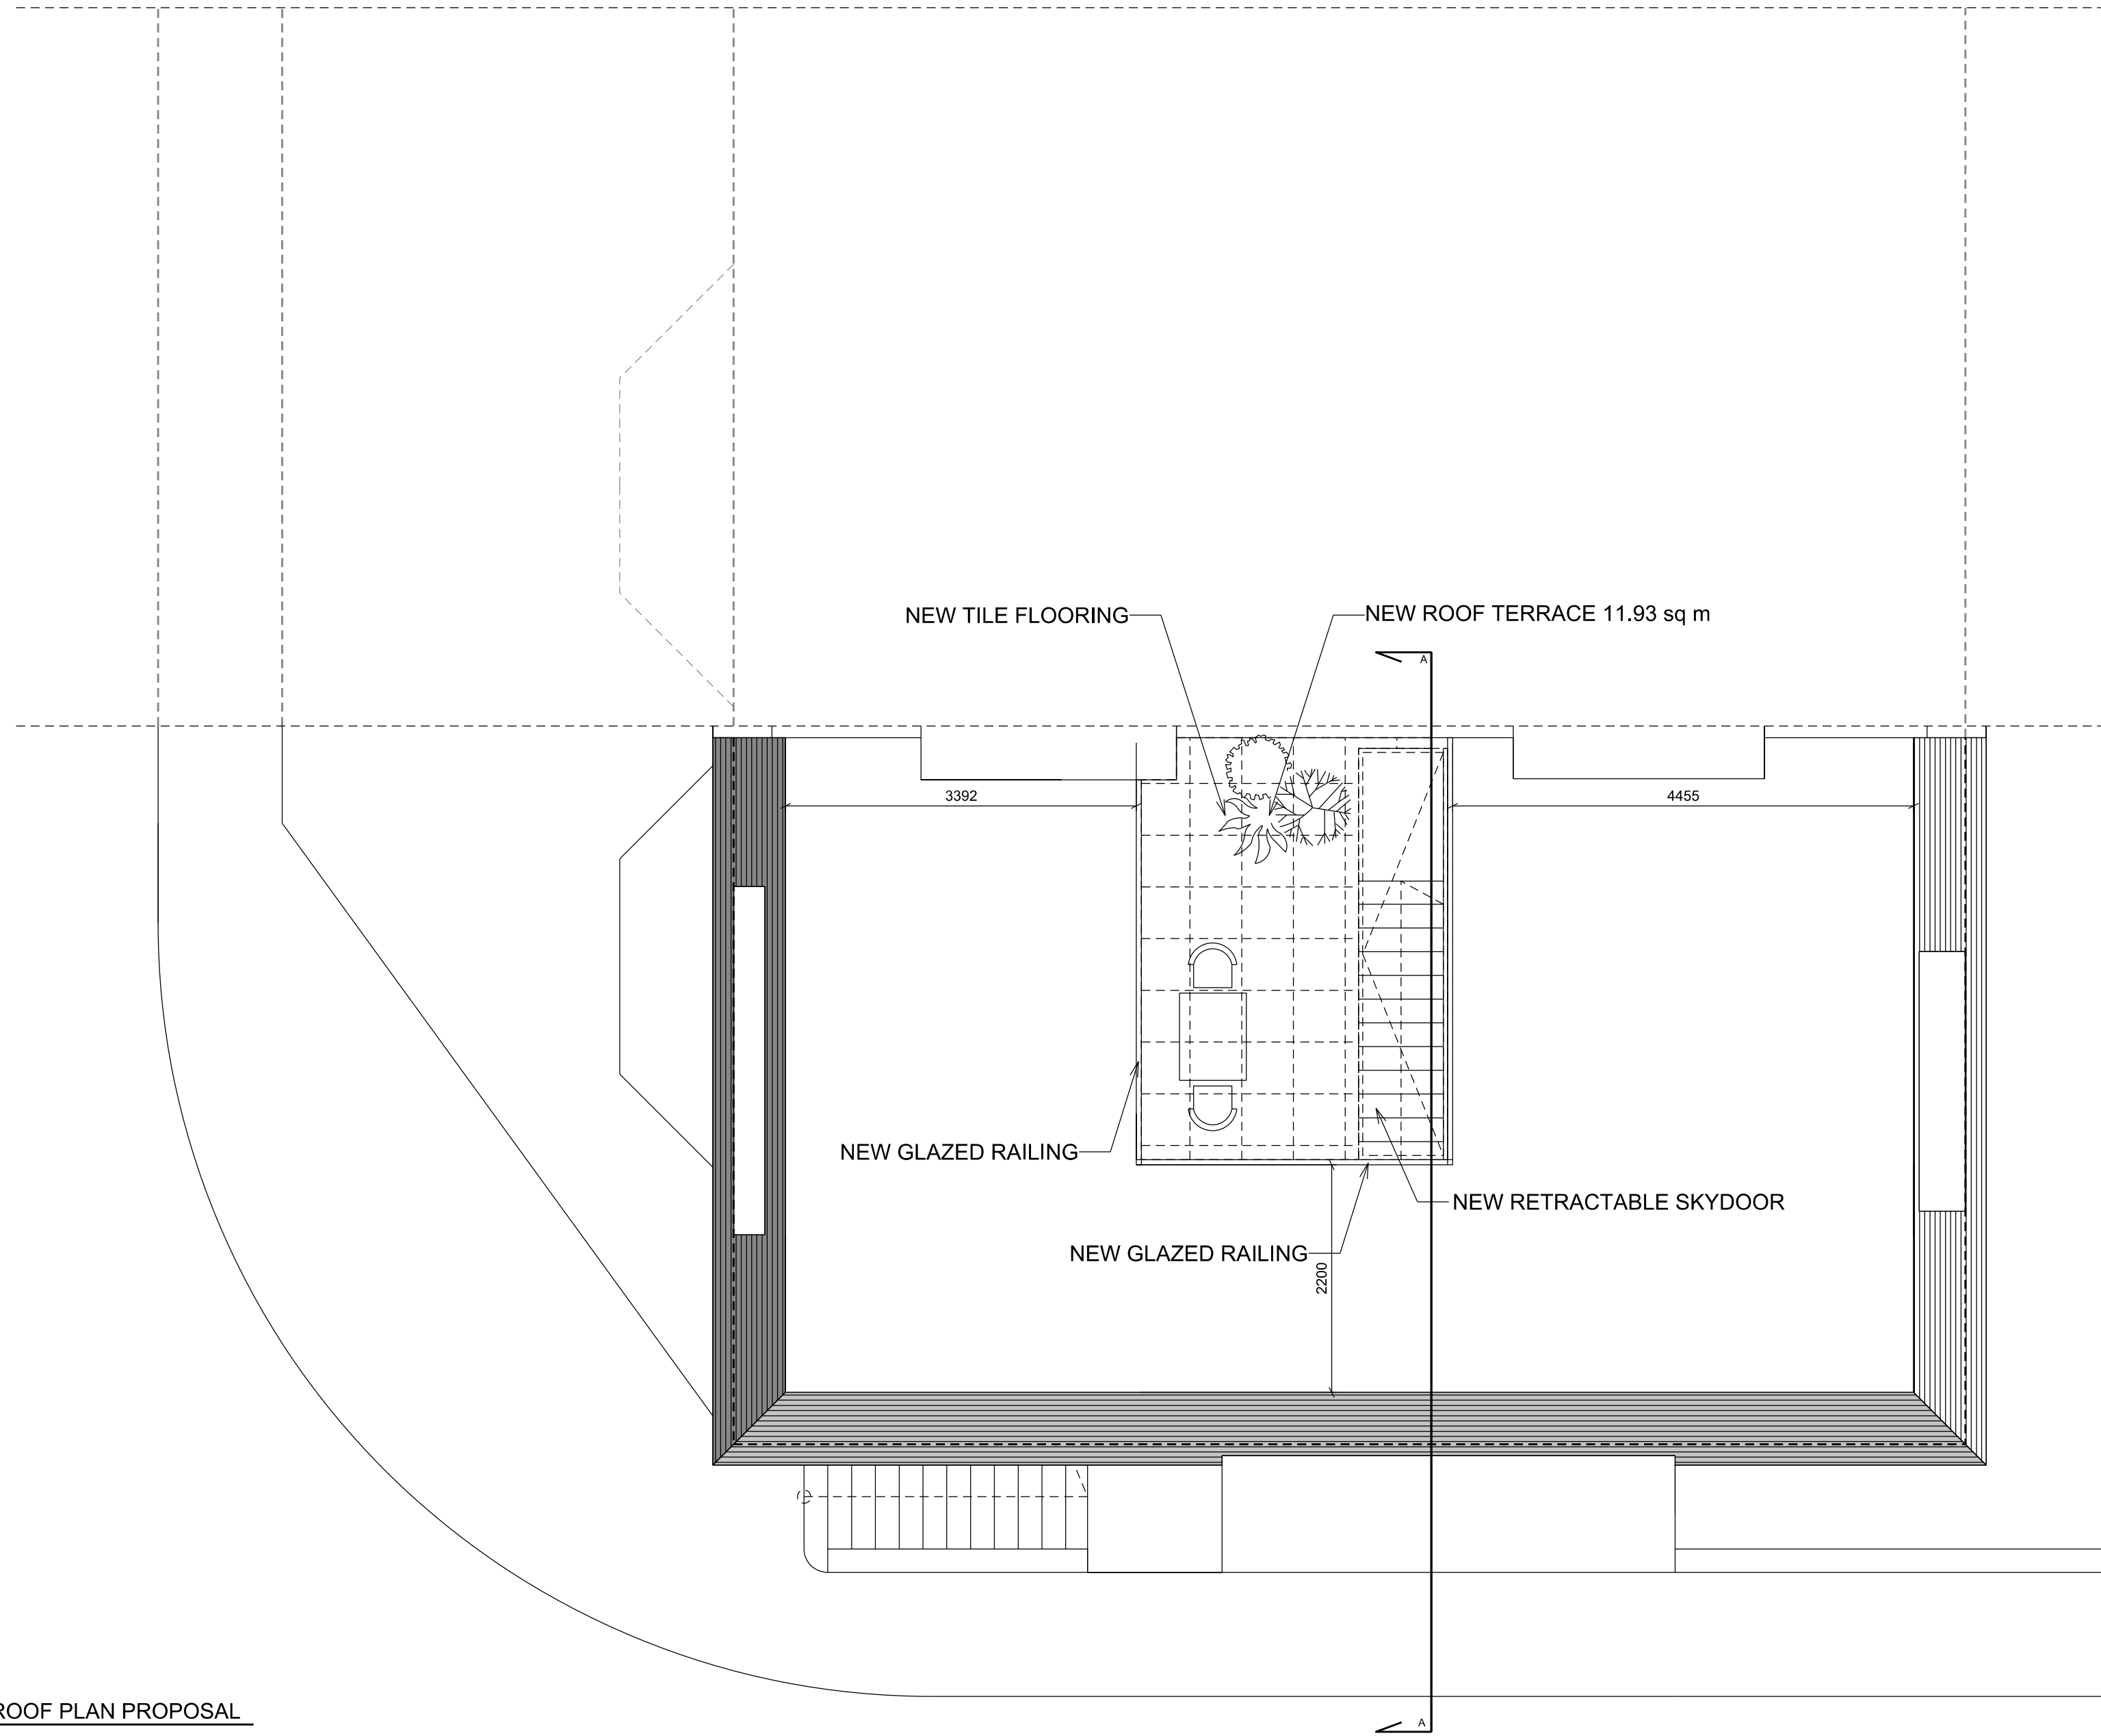 NEW TILE FLOORING
NEW ROOF TERRACE 11.93 sq m
A
3392
4455
NEW GLAZED RAILING
NEW RETRACTABLE SKYDOOR
NEW GLAZED RAILING
2200
ROOF PLAN PROPOSAL
A